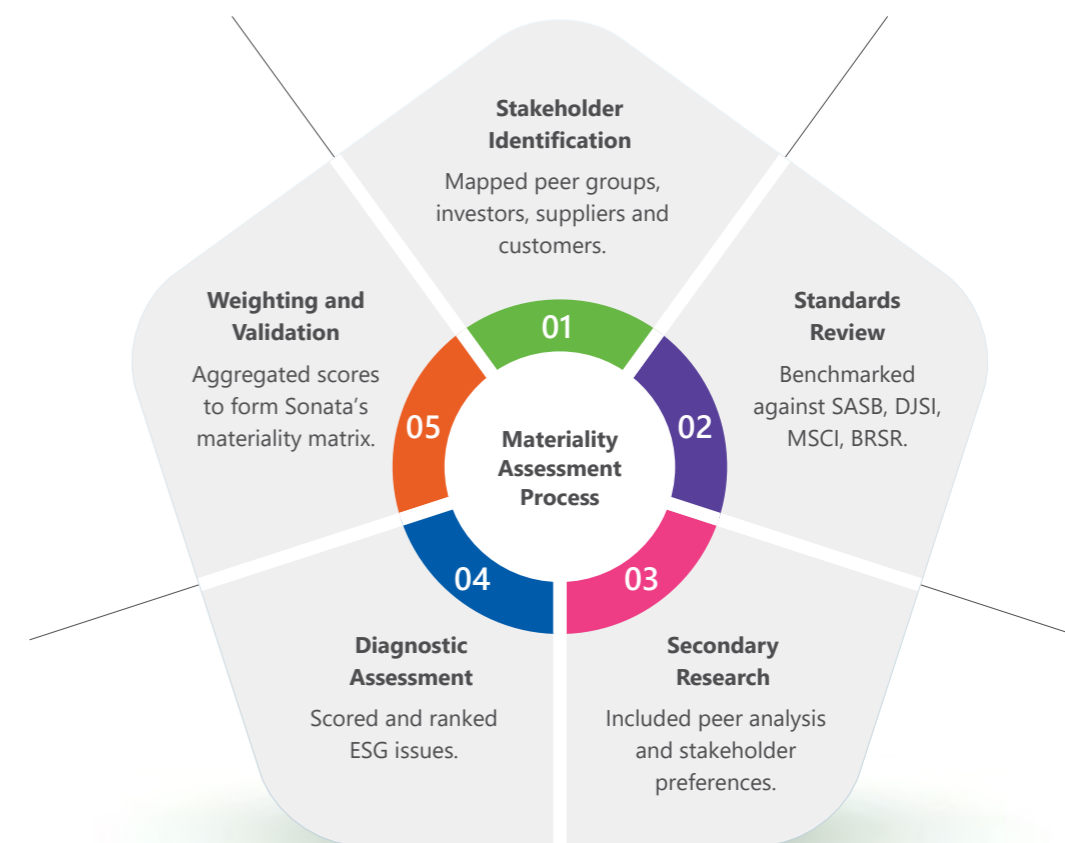 Stakeholder
Identification
Mapped peer groups,
investors, suppliers and
customers.
01
Standards
Review
Benchmarked
against SASB, DJSI,
MSCI, BRSR.
02
Secondary
Research
Included peer analysis
and stakeholder
preferences.
03
Diagnostic
Assessment
Scored and ranked
ESG issues.
04
Weighting and
Validation
Aggregated scores
to form Sonata’s
materiality matrix.
05
Materiality
Assessment
Process